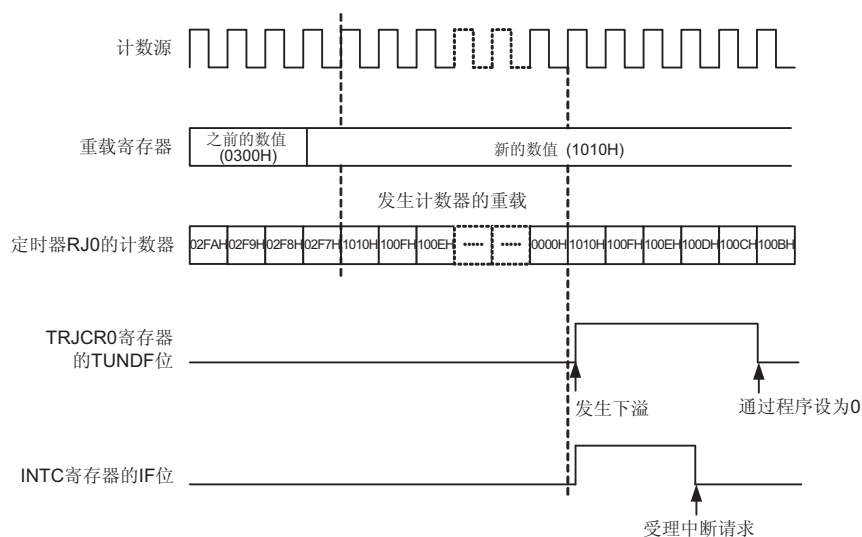 计数源
重载寄存器
之前的数值
(0300H)
新的数值 (1010H)
发生计数器的重载
定时器RJ0的计数器
02FAH 02F9H 02F8H 02F7H 1010H 100FH 100EH ····· ····· 0000H 1010H 100FH 100EH 100DH 100CH 100BH
TRJCR0寄存器
的TUNDF位
发生下溢
通过程序设为0
INTC寄存器的IF位
受理中断请求